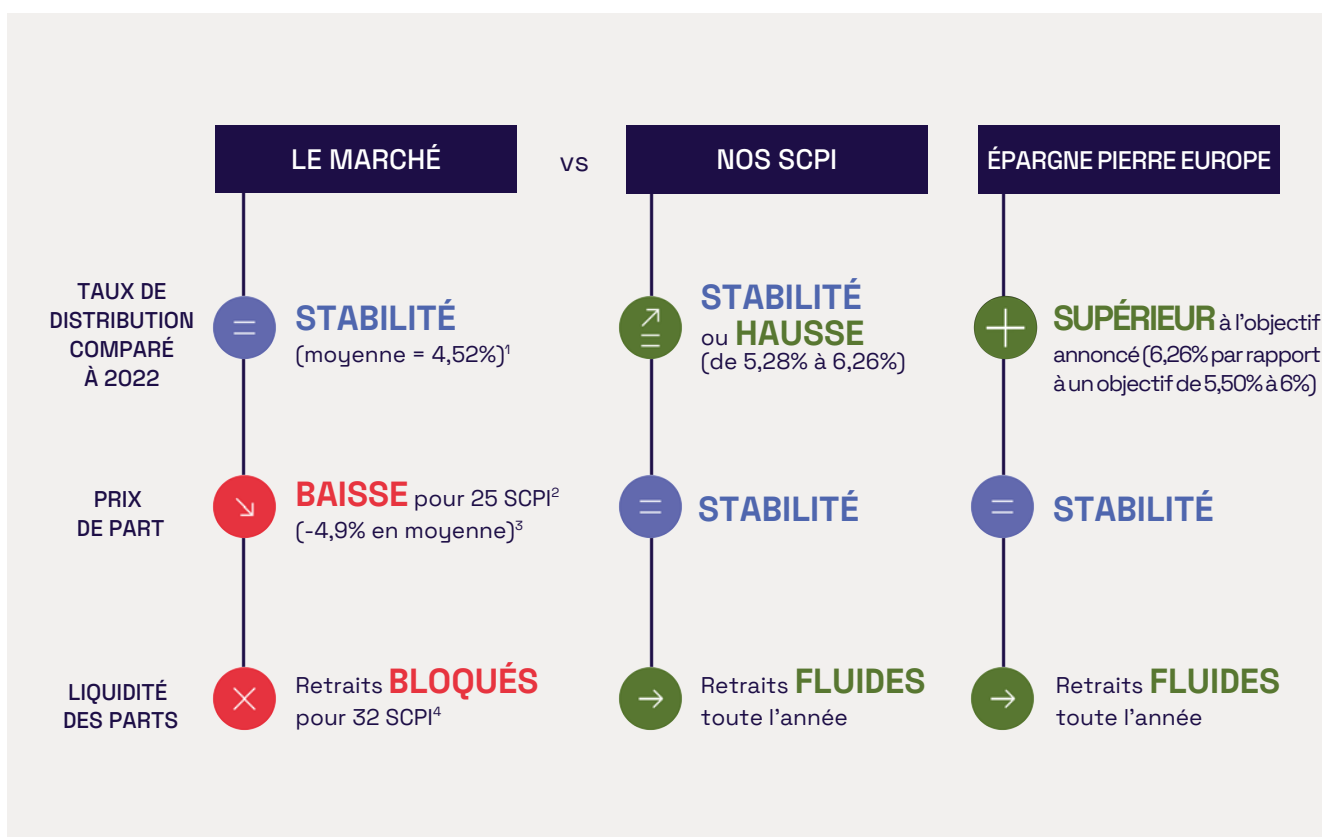 LE MARCHÉ
vs
NOS SCPI
ÉPARGNE PIERRE EUROPE
TAUX DE
DISTRIBUTION
COMPARÉ
À 2022
STABILITÉ
(moyenne = 4,52%)¹
STABILITÉ
ou HAUSSE
(de 5,28% à 6,26%)
SUPÉRIEUR à l'objectif
annoncé (6,26% par rapport
à un objectif de 5,50% à 6%)
PRIX
DE PART
BAISSE pour 25 SCPI²
(-4,9% en moyenne)³
STABILITÉ
STABILITÉ
LIQUIDITÉ
DES PARTS
Retraits BLOQUÉS
pour 32 SCPI⁴
Retraits FLUIDES
toute l'année
Retraits FLUIDES
toute l'année